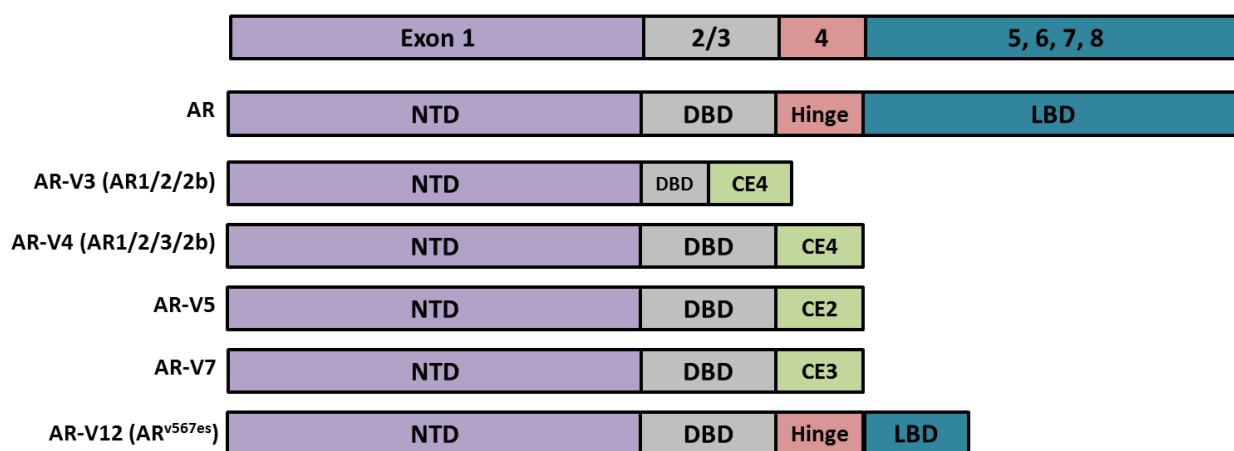 Exon 1 2/3 4 5, 6, 7, 8
AR NTD DBD Hinge LBD
AR-V3 (AR1/2/2b) NTD DBD CE4
AR-V4 (AR1/2/3/2b) NTD DBD CE4
AR-V5 NTD DBD CE2
AR-V7 NTD DBD CE3
AR-V12 (ARv567es) NTD DBD Hinge LBD